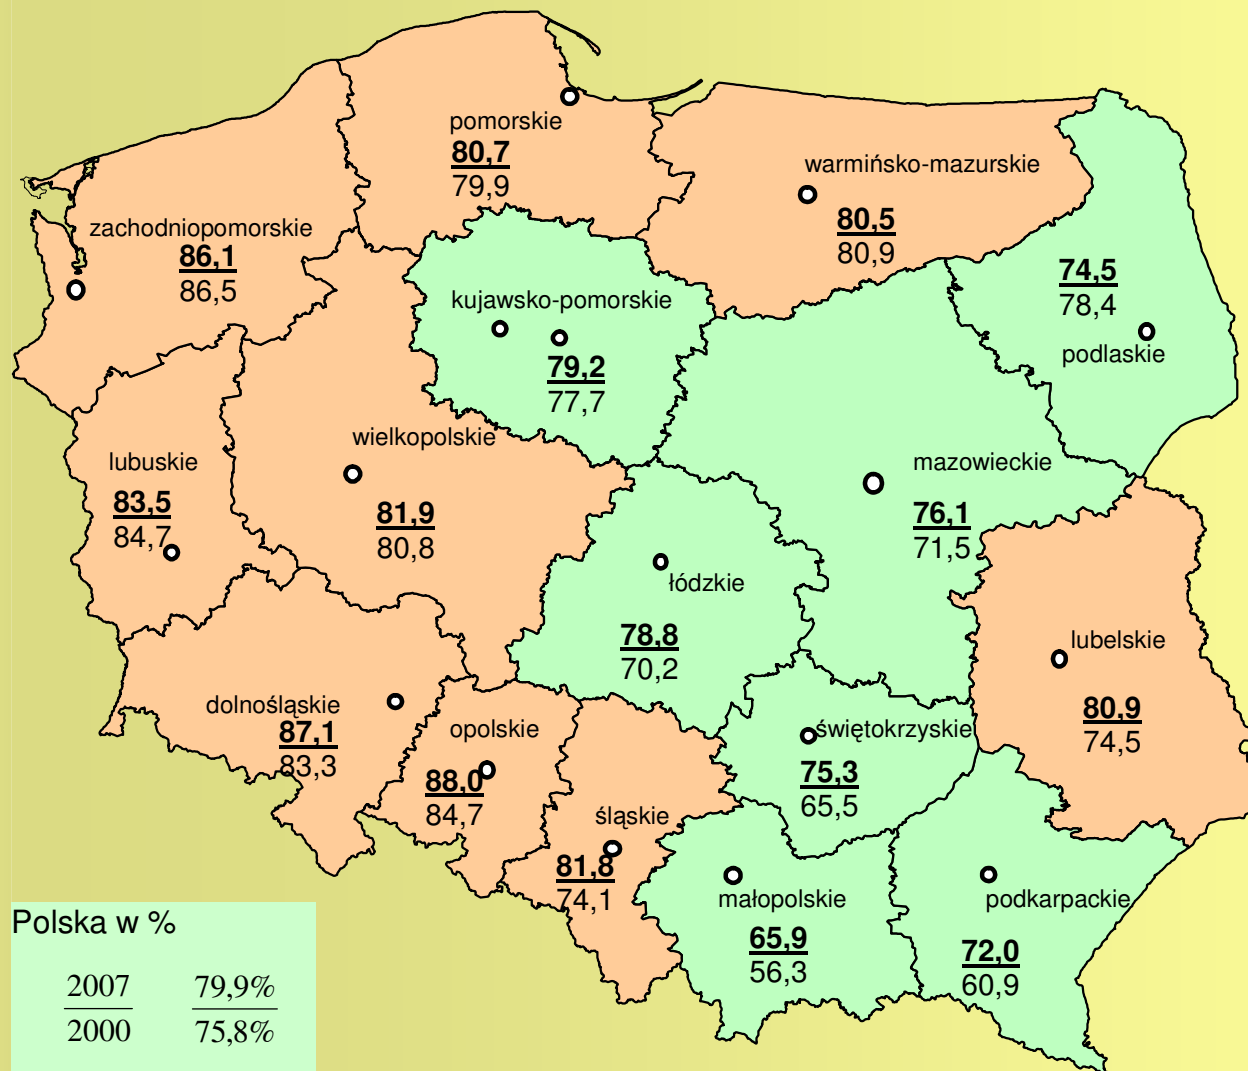 pomorskie
80,7
79,9
warmińsko-mazurskie
80,5
80,9
zachodniopomorskie
86,1
86,5
74,5
78,4
podlaskie
kujawsko-pomorskie
79,2
77,7
wielkopolskie
81,9
80,8
lubuskie
83,5
84,7
mazowieckie
76,1
71,5
łódzkie
78,8
70,2
lubelskie
80,9
74,5
dolnośląskie
87,1
83,3
opolskie
88,0
84,7
świętokrzyskie
75,3
65,5
śląskie
81,8
74,1
małopolskie
65,9
56,3
podkarpackie
72,0
60,9
Polska w %
2007 79,9%
2000 75,8%